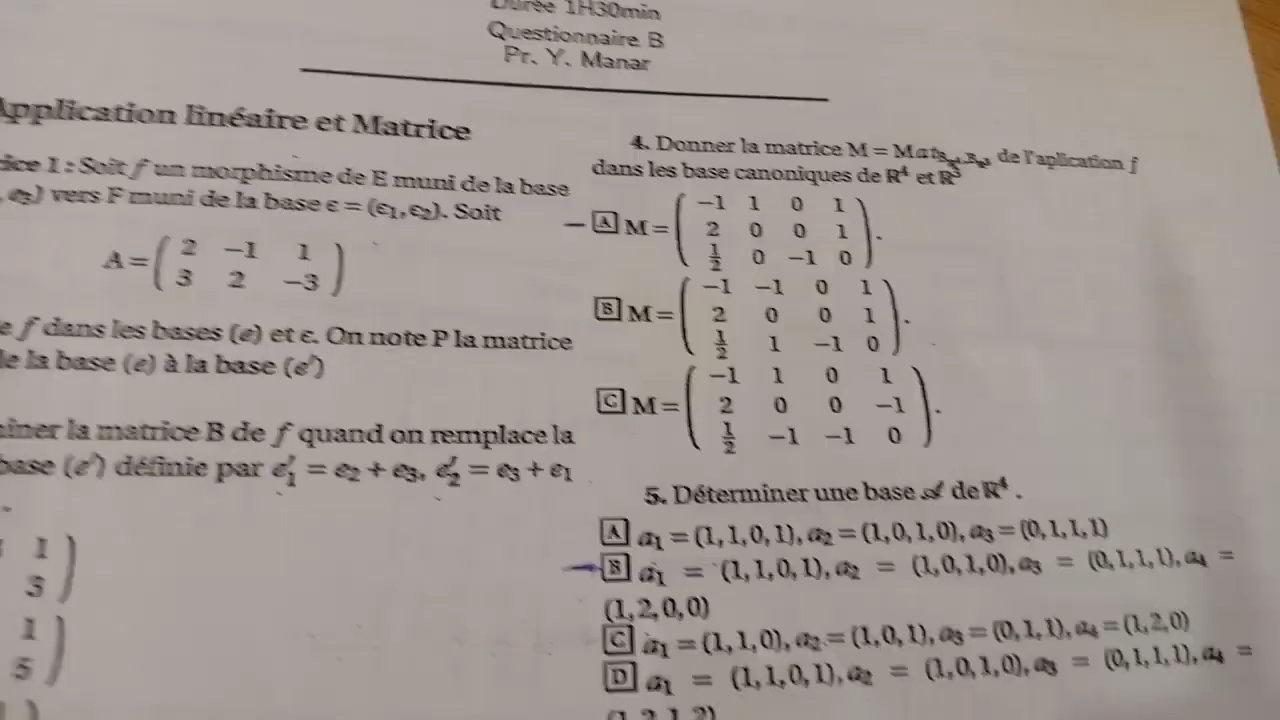 Durée 1H30min
Questionnaire B
Pr. Y. Manar
Application linéaire et Matrice
: Soit f un morphisme de E muni de la base
, e₃) vers F muni de la base ε = (ε₁, ε₂). Soit
A = ( 2 −1 1
3 2 −3 )
f dans les bases (e) et ε. On note P la matrice
la base (e) à la base (e′)
la matrice B de f quand on remplace la
base (e′) définie par e′₁ = e₂ + e₃, e′₂ = e₃ + e₁
1
3
1
5
4. Donner la matrice M = Mat de l'aplication f
dans les base canoniques de ℝ⁴ et ℝ³
A M = ( −1 1 0 1
2 0 0 1
1/2 0 −1 0 ).
B M = ( −1 −1 0 1
2 0 0 1
1/2 1 −1 0 ).
C M = ( −1 1 0 1
2 0 0 −1
1/2 −1 −1 0 ).
5. Déterminer une base 𝒜 de ℝ⁴.
A a₁ = (1, 1, 0, 1), a₂ = (1, 0, 1, 0), a₃ = (0, 1, 1, 1)
B a₁ = (1, 1, 0, 1), a₂ = (1, 0, 1, 0), a₃ = (0, 1, 1, 1), a₄ =
(1, 2, 0, 0)
C a₁ = (1, 1, 0), a₂ = (1, 0, 1), a₃ = (0, 1, 1), a₄ = (1, 2, 0)
D a₁ = (1, 1, 0, 1), a₂ = (1, 0, 1, 0), a₃ = (0, 1, 1, 1), a₄ =
(1, 2, 1, 2)